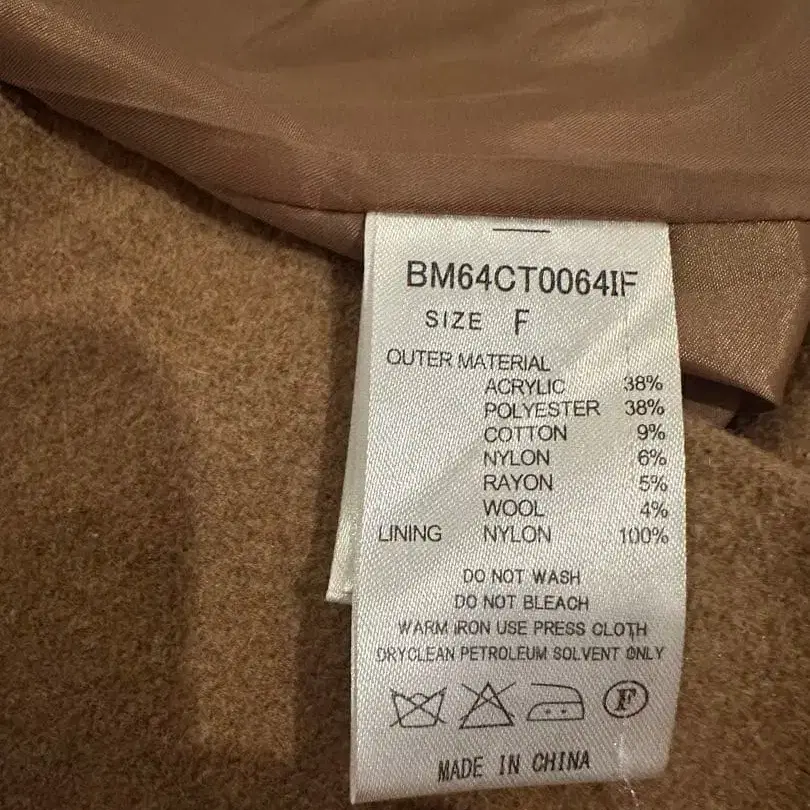 BM64CT0064IF
SIZE F
OUTER MATERIAL
ACRYLIC 38%
POLYESTER 38%
COTTON 9%
NYLON 6%
RAYON 5%
WOOL 4%
LINING NYLON 100%
DO NOT WASH
DO NOT BLEACH
WARM IRON USE PRESS CLOTH
DRYCLEAN PETROLEUM SOLVENT ONLY
F
MADE IN CHINA